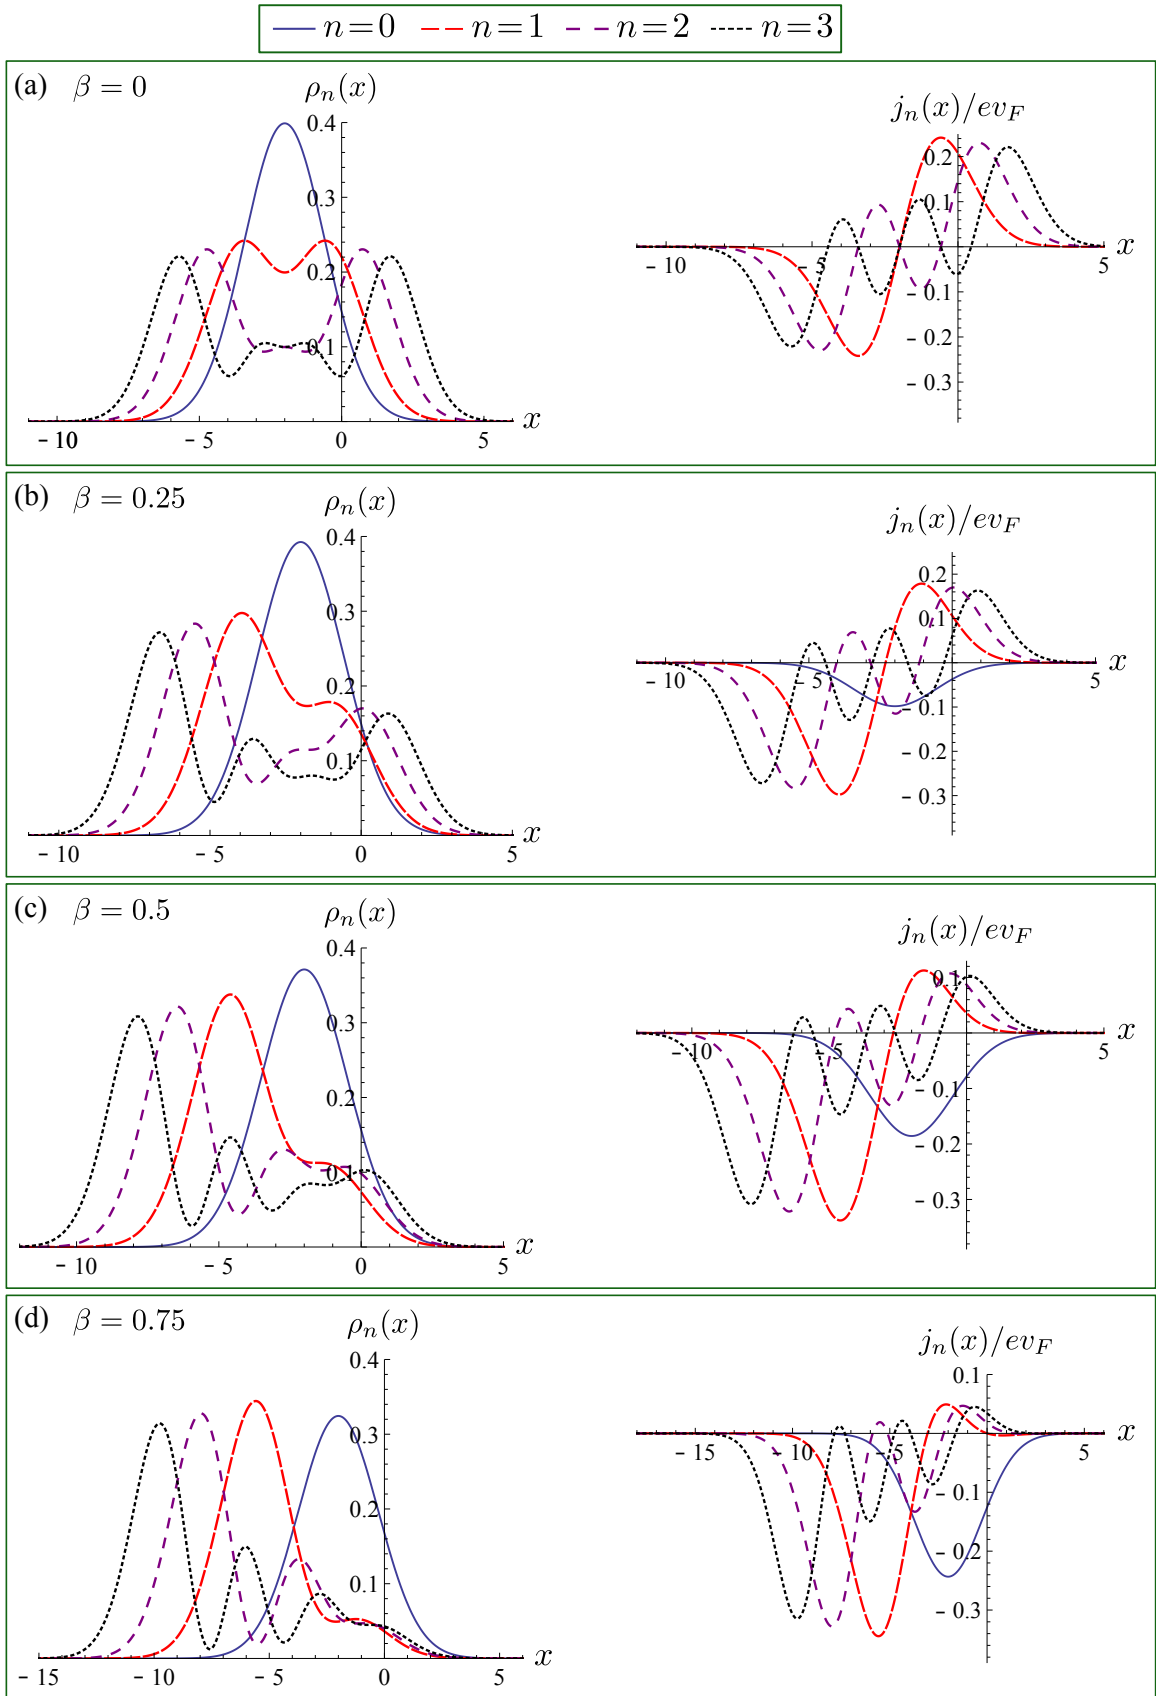 n=0 n=1 n=2 n=3
(a) β = 0
ρn(x)
0.4
0.3
0.2
0.1
-10 -5 0 5 x
jn(x)/evF
0.2
0.1
-10 -5 5 x
-0.1
-0.2
-0.3
(b) β = 0.25
ρn(x)
0.4
0.3
0.2
0.1
-10 -5 0 5 x
jn(x)/evF
0.2
0.1
-10 -5 5 x
-0.1
-0.2
-0.3
(c) β = 0.5
ρn(x)
0.4
0.3
0.2
0.1
-10 -5 0 5 x
jn(x)/evF
0.1
-10 -5 5 x
-0.1
-0.2
-0.3
(d) β = 0.75
ρn(x)
0.4
0.3
0.2
0.1
-15 -10 -5 0 5 x
jn(x)/evF
0.1
-15 -10 -5 5 x
-0.1
-0.2
-0.3